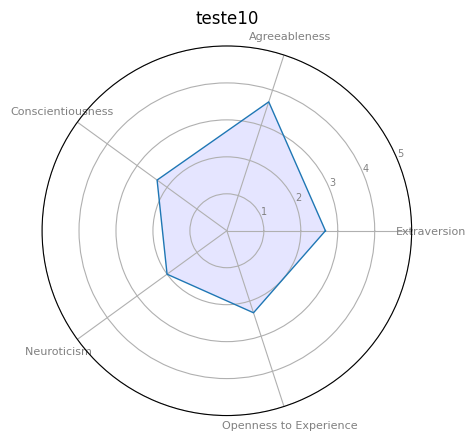 teste10
Agreeableness
Conscientiousness
5
4
3
2
1
Extraversion
Neuroticism
Openness to Experience